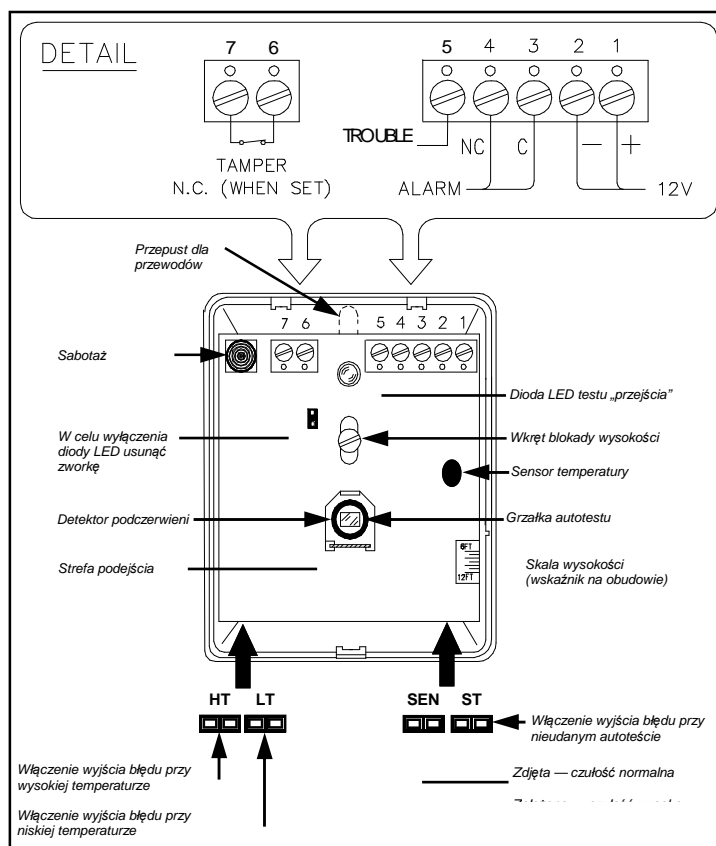 DETAIL
7 6
5 4 3 2 1
TROUBLE
NC C − +
TAMPER
N.C. (WHEN SET)
ALARM
12V
Przepust dla
przewodów
7 6 5 4 3 2 1
Sabotaż
Dioda LED testu „przejścia”
W celu wyłączenia
diody LED usunąć
zworkę
Wkręt blokady wysokości
Sensor temperatury
Detektor podczerwieni
Grzałka autotestu
Strefa podejścia
6FT
12FT
Skala wysokości
(wskaźnik na obudowie)
HT LT SEN ST
Włączenie wyjścia błędu przy
nieudanym autoteście
Włączenie wyjścia błędu przy
wysokiej temperaturze
Zdjęta — czułość normalna
Włączenie wyjścia błędu przy
niskiej temperaturze